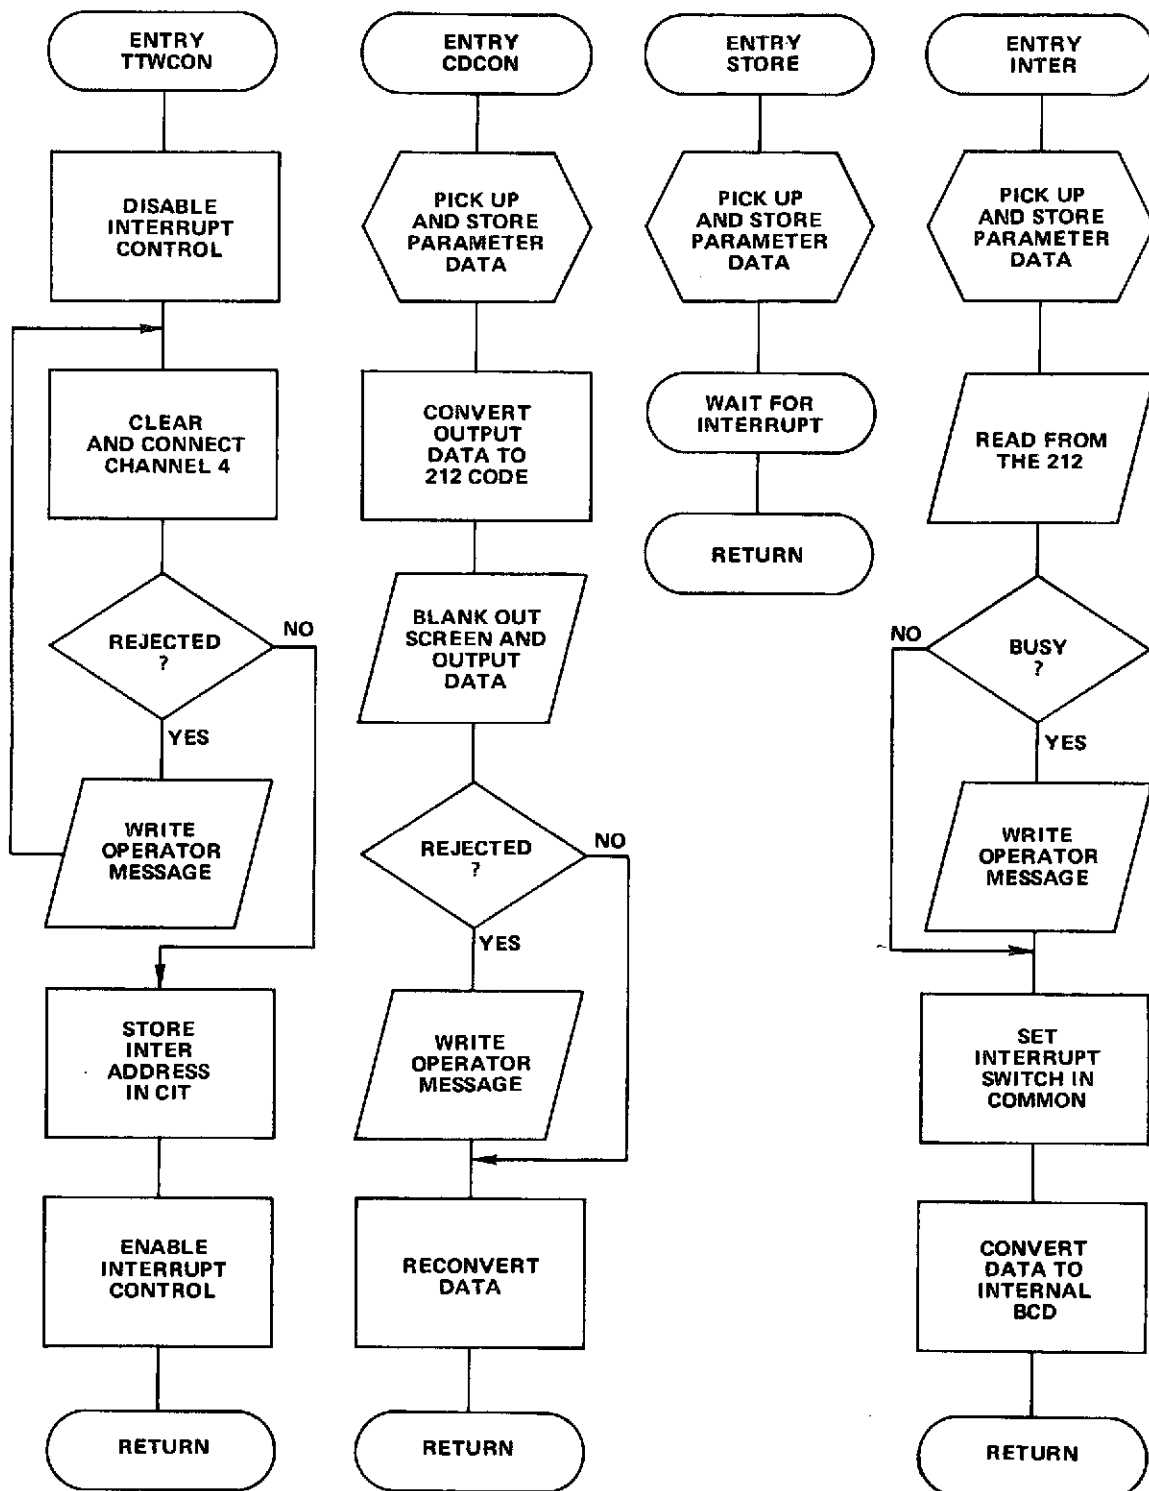 ENTRY
TTWCON
DISABLE
INTERRUPT
CONTROL
CLEAR
AND CONNECT
CHANNEL 4
REJECTED
?
NO
YES
WRITE
OPERATOR
MESSAGE
STORE
INTER
ADDRESS
IN CIT
ENABLE
INTERRUPT
CONTROL
RETURN
ENTRY
CDCON
PICK UP
AND STORE
PARAMETER
DATA
CONVERT
OUTPUT
DATA TO
212 CODE
BLANK OUT
SCREEN AND
OUTPUT
DATA
REJECTED
?
NO
YES
WRITE
OPERATOR
MESSAGE
RECONVERT
DATA
RETURN
ENTRY
STORE
PICK UP
AND STORE
PARAMETER
DATA
WAIT FOR
INTERRUPT
RETURN
ENTRY
INTER
PICK UP
AND STORE
PARAMETER
DATA
READ FROM
THE 212
NO
BUSY
?
YES
WRITE
OPERATOR
MESSAGE
SET
INTERRUPT
SWITCH IN
COMMON
CONVERT
DATA TO
INTERNAL
BCD
RETURN